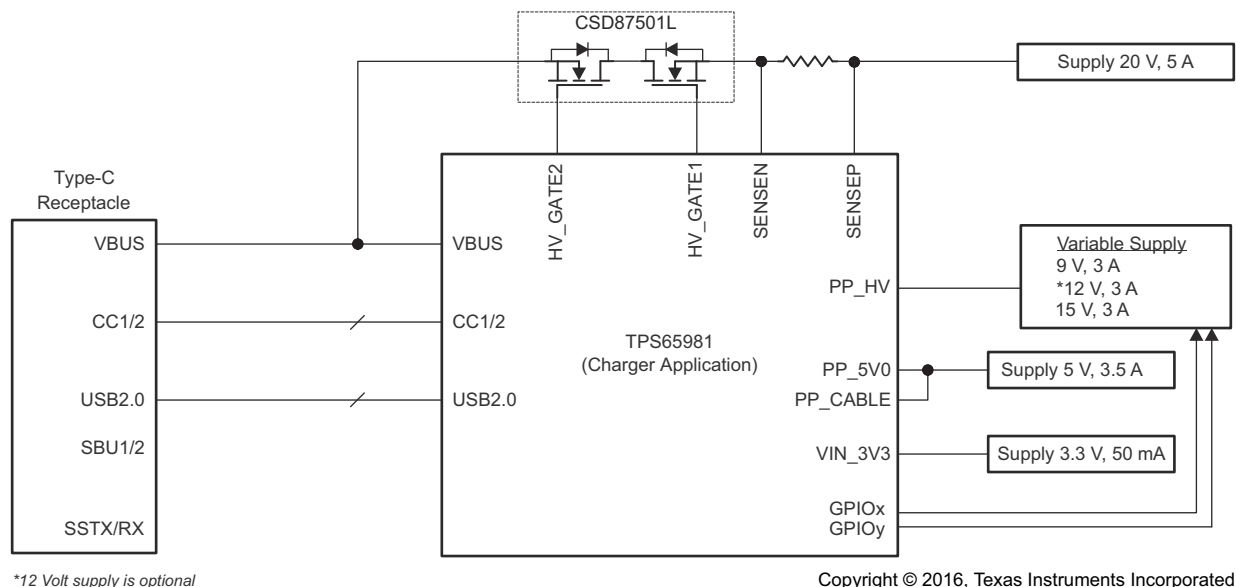 CSD87501L
Supply 20 V, 5 A
HV_GATE2
HV_GATE1
SENSEN
SENSEP
Type-C
Receptacle
VBUS
CC1/2
USB2.0
SBU1/2
SSTX/RX
VBUS
CC1/2
USB2.0
TPS65981
(Charger Application)
PP_HV
PP_5V0
PP_CABLE
VIN_3V3
GPIOx
GPIOy
Variable Supply
9 V, 3 A
*12 V, 3 A
15 V, 3 A
Supply 5 V, 3.5 A
Supply 3.3 V, 50 mA
*12 Volt supply is optional
Copyright © 2016, Texas Instruments Incorporated